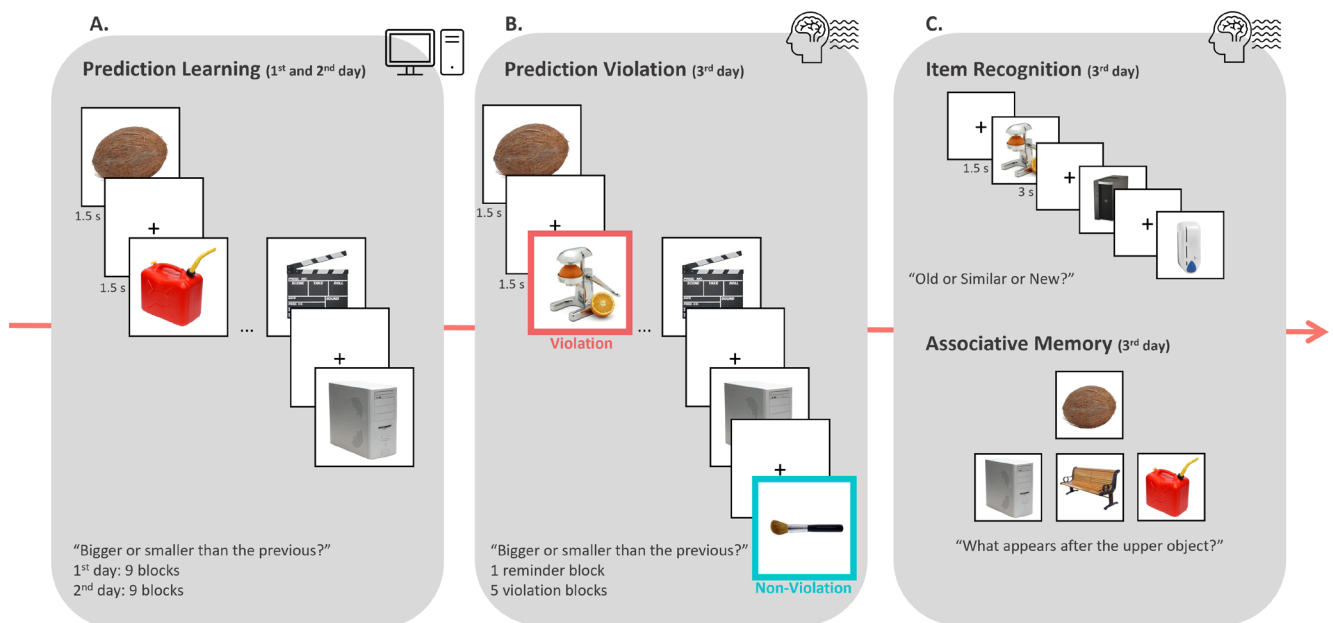 A.
Prediction Learning (1st and 2nd day)
1.5 s
1.5 s
...
"Bigger or smaller than the previous?"
1st day: 9 blocks
2nd day: 9 blocks
B.
Prediction Violation (3rd day)
1.5 s
1.5 s
Violation
...
"Bigger or smaller than the previous?"
1 reminder block
5 violation blocks
Non-Violation
C.
Item Recognition (3rd day)
1.5 s
3 s
"Old or Similar or New?"
Associative Memory (3rd day)
"What appears after the upper object?"